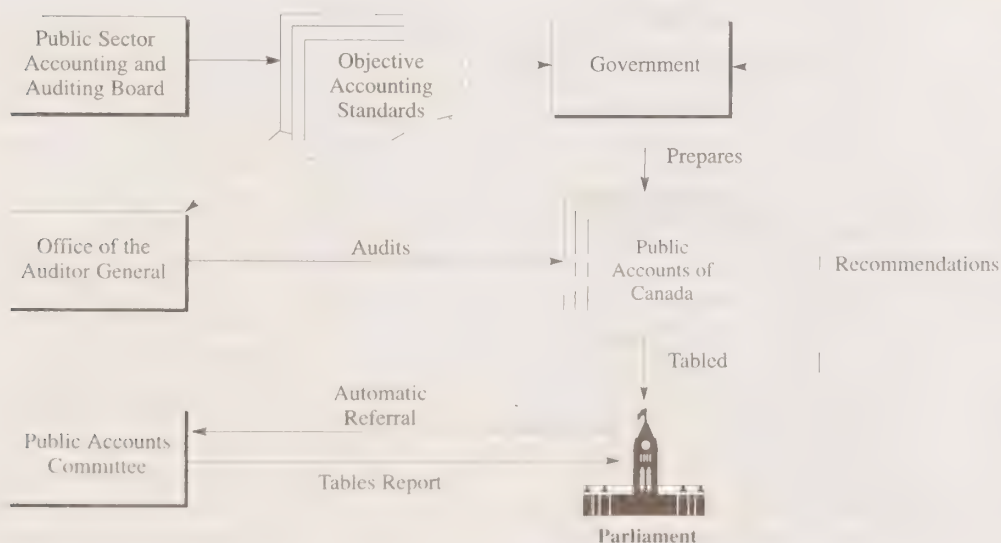 Public Sector
Accounting and
Auditing Board
Objective
Accounting
Standards
Government
Prepares
Office of the
Auditor General
Audits
Public
Accounts of
Canada
Recommendations
Tabled
Automatic
Referral
Public Accounts
Committee
Tables Report
Parliament